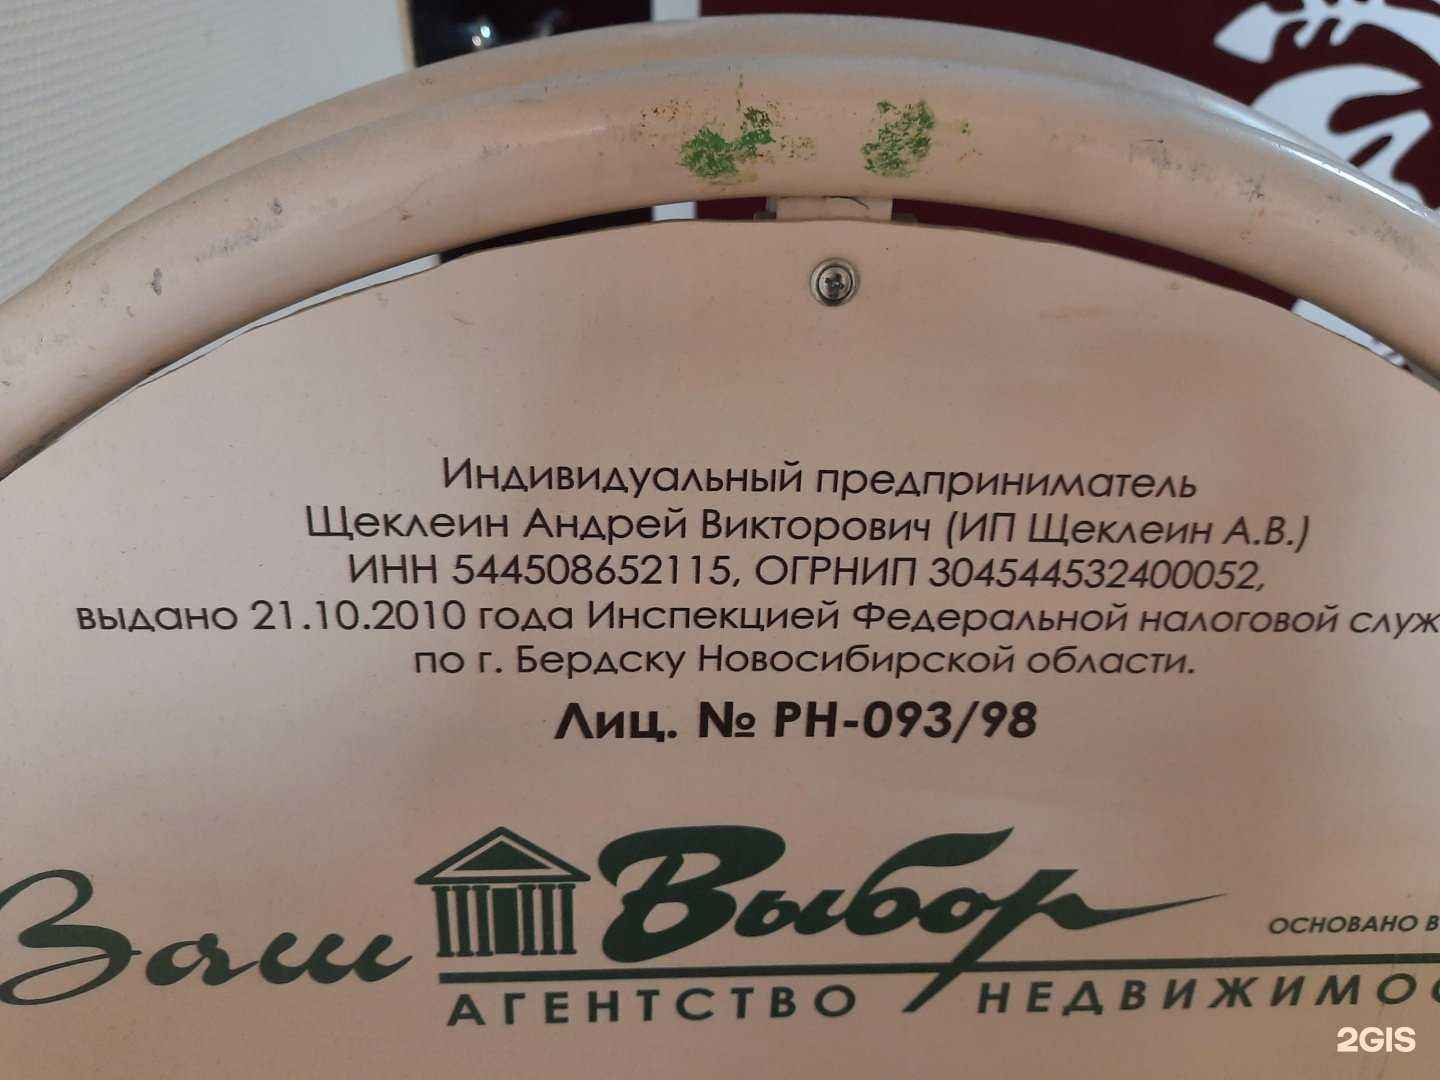 Индивидуальный предприниматель
Щеклеин Андрей Викторович (ИП Щеклеин А.В.)
ИНН 544508652115, ОГРНИП 304544532400052,
выдано 21.10.2010 года Инспекцией Федеральной налоговой служ
по г. Бердску Новосибирской области.
Лиц. № РН-093/98
Ваш Выбор
ОСНОВАНО В
АГЕНТСТВО НЕДВИЖИМОС
2GIS